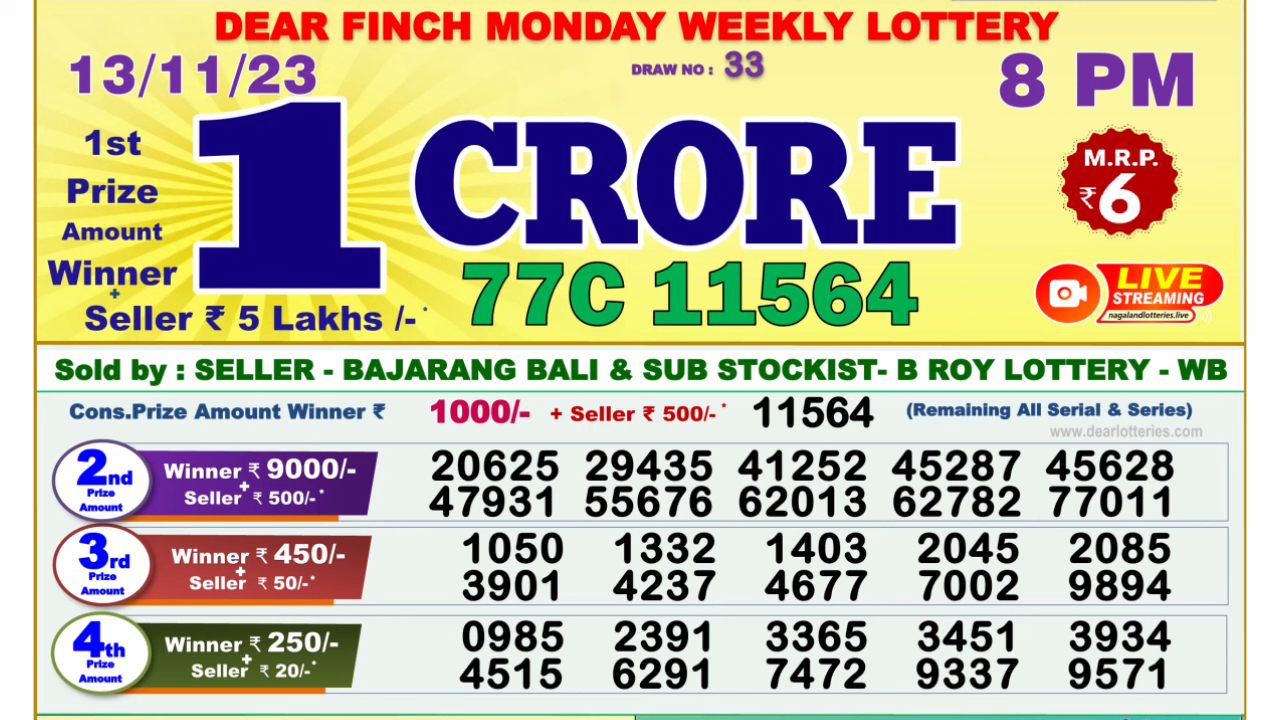 DEAR FINCH MONDAY WEEKLY LOTTERY
13/11/23
DRAW NO : 33
8 PM
1st
Prize
Amount
Winner
+
Seller ₹ 5 Lakhs /-*
1 CRORE
77C 11564
M.R.P.
₹6
LIVE
STREAMING
nagalandlotteries.live
Sold by : SELLER - BAJARANG BALI & SUB STOCKIST- B ROY LOTTERY - WB
Cons.Prize Amount Winner ₹ 1000/- + Seller ₹ 500/-* 11564 (Remaining All Serial & Series)
www.dearlotteries.com
2nd
Prize
Amount
Winner ₹ 9000/-
+
Seller ₹ 500/-*
20625 29435 41252 45287 45628
47931 55676 62013 62782 77011
3rd
Prize
Amount
Winner ₹ 450/-
+
Seller ₹ 50/-*
1050 1332 1403 2045 2085
3901 4237 4677 7002 9894
4th
Prize
Amount
Winner ₹ 250/-
+
Seller ₹ 20/-*
0985 2391 3365 3451 3934
4515 6291 7472 9337 9571